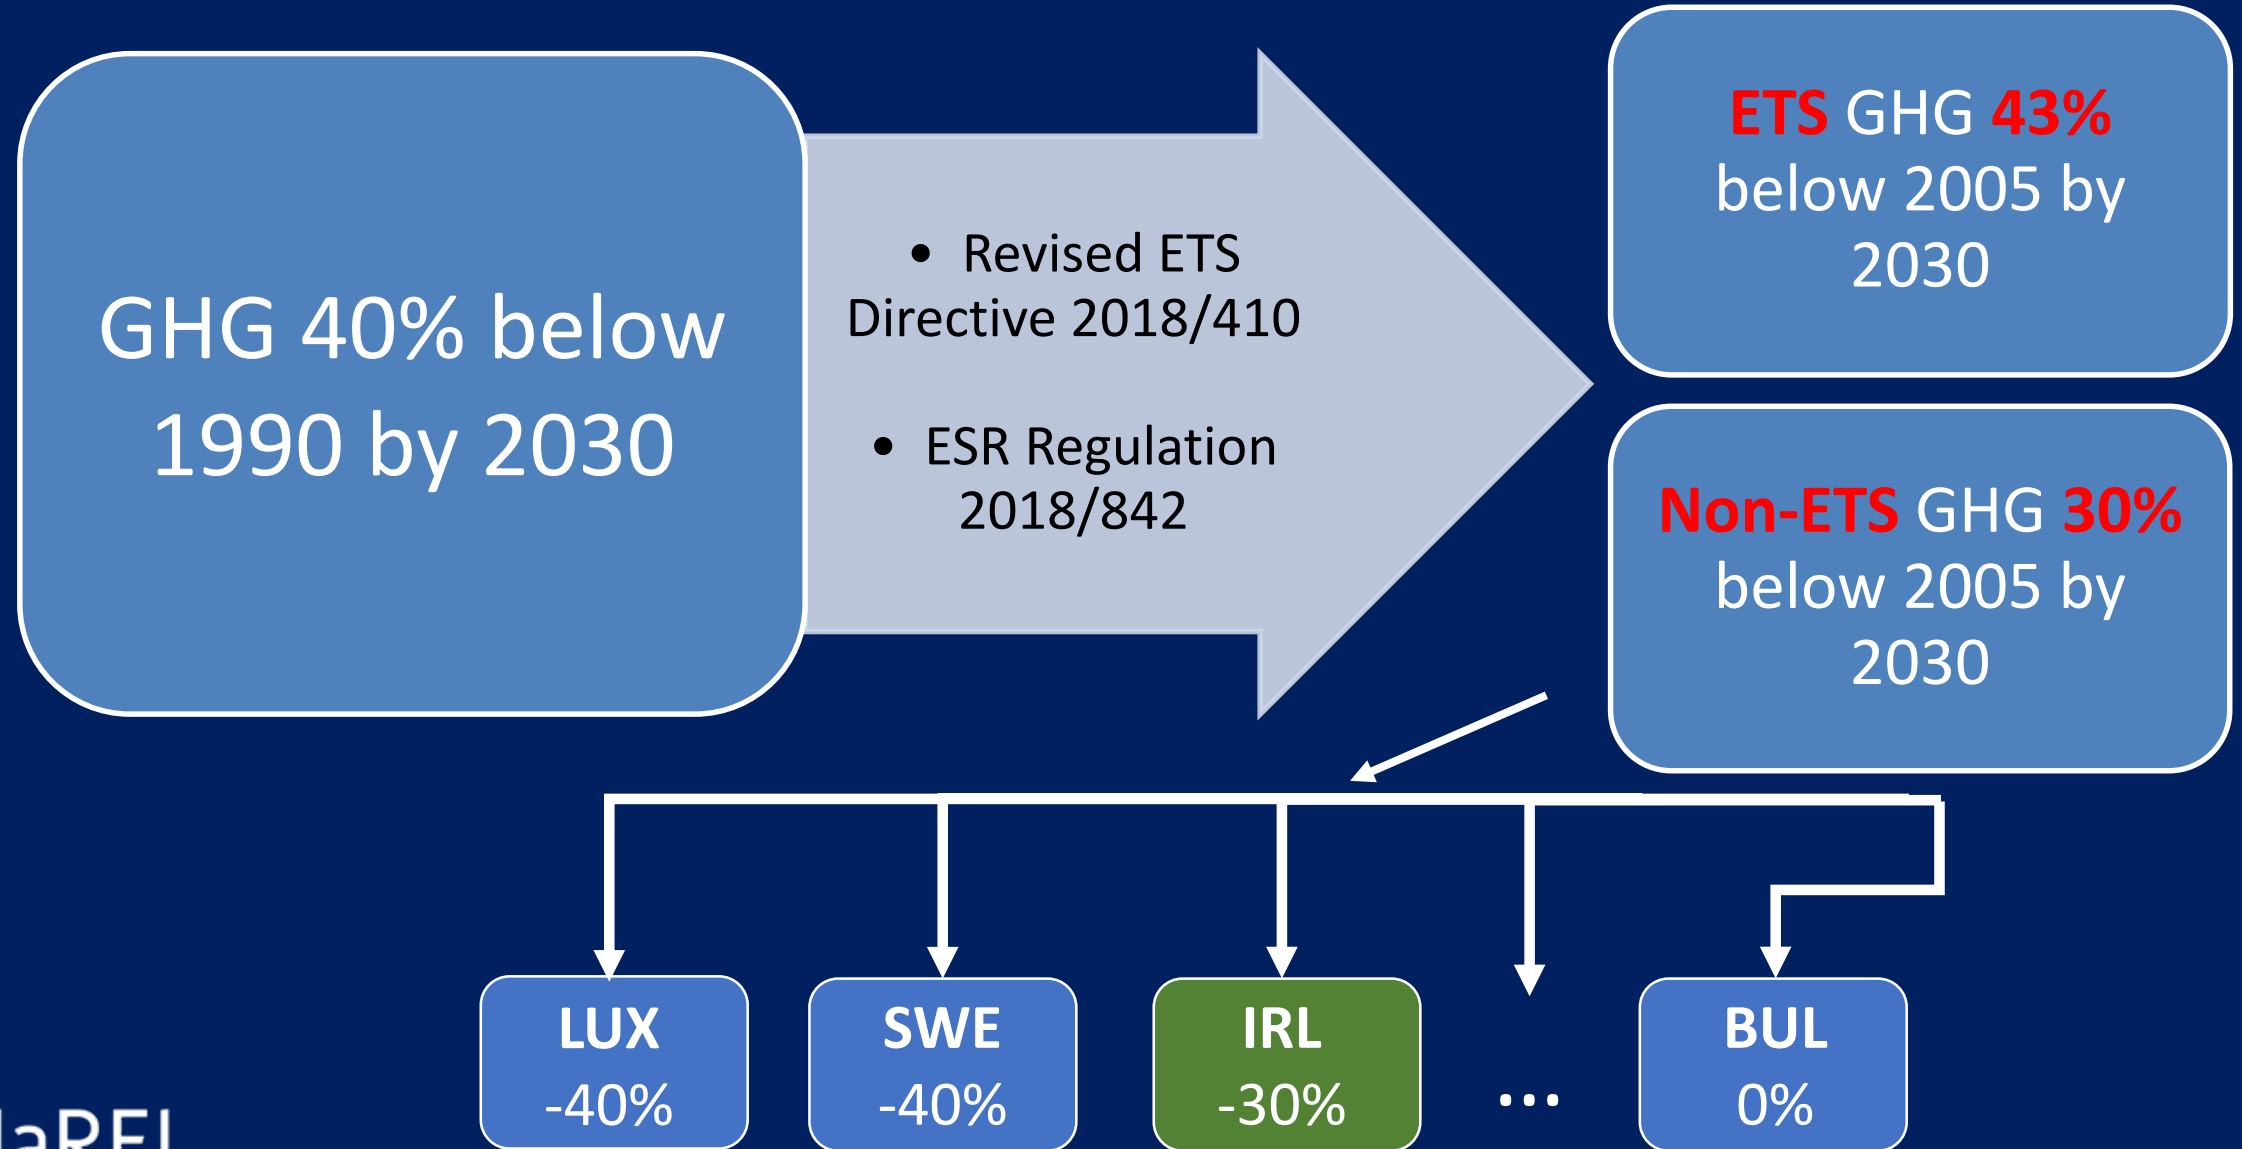 GHG 40% below
1990 by 2030
• Revised ETS
Directive 2018/410
• ESR Regulation
2018/842
ETS GHG 43%
below 2005 by
2030
Non-ETS GHG 30%
below 2005 by
2030
LUX
-40%
SWE
-40%
IRL
-30%
...
BUL
0%